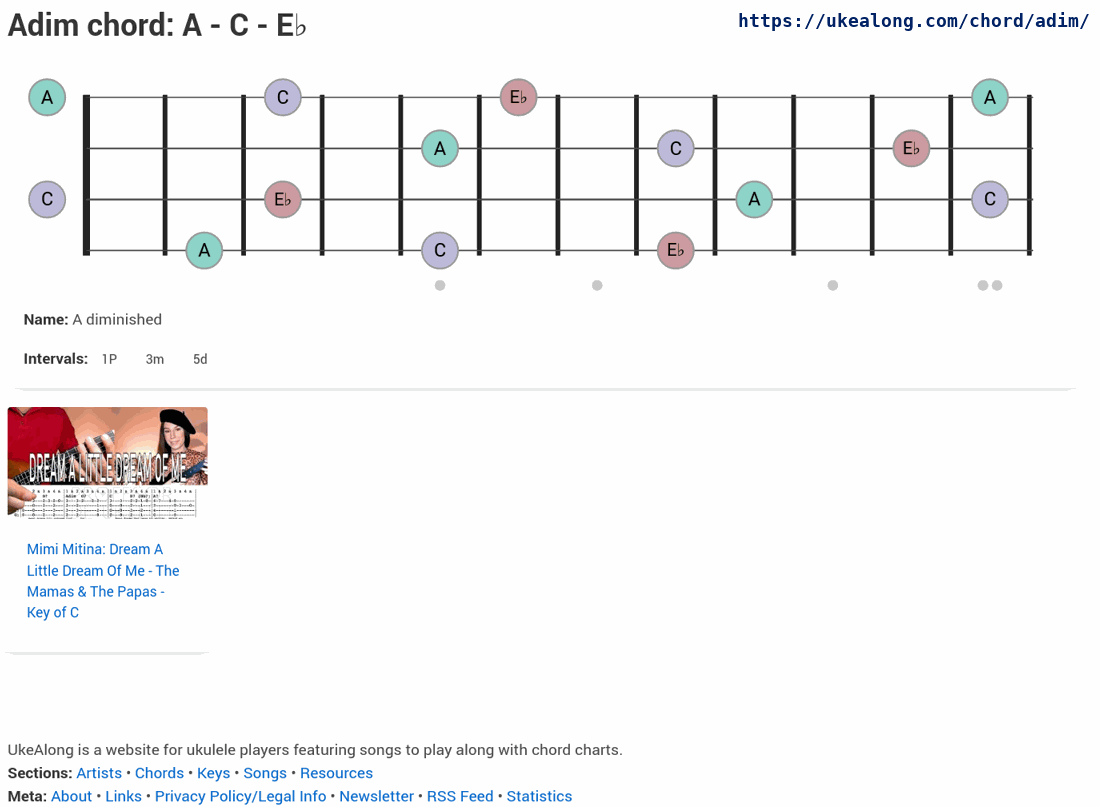 Adim chord: A - C - E♭
https://ukealong.com/chord/adim/
A C E♭ A
A C E♭
C E♭ A C
A C E♭
Name: A diminished
Intervals: 1P 3m 5d
DREAM A LITTLE DREAM OF ME
Mimi Mitina: Dream A
Little Dream Of Me - The
Mamas & The Papas -
Key of C
UkeAlong is a website for ukulele players featuring songs to play along with chord charts.
Sections: Artists • Chords • Keys • Songs • Resources
Meta: About • Links • Privacy Policy/Legal Info • Newsletter • RSS Feed • Statistics